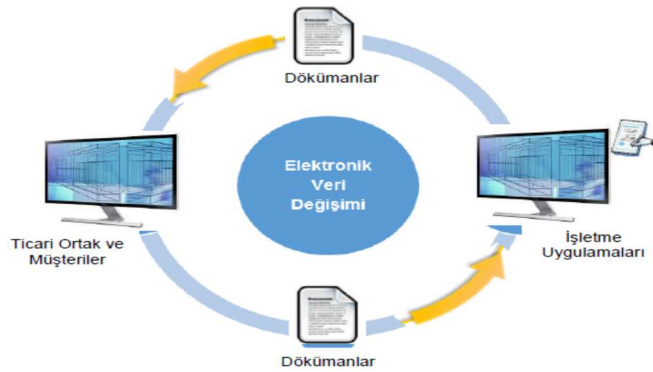 Dökümanlar
Elektronik
Veri
Değişimi
Ticari Ortak ve
Müşteriler
İşletme
Uygulamaları
Dökümanlar